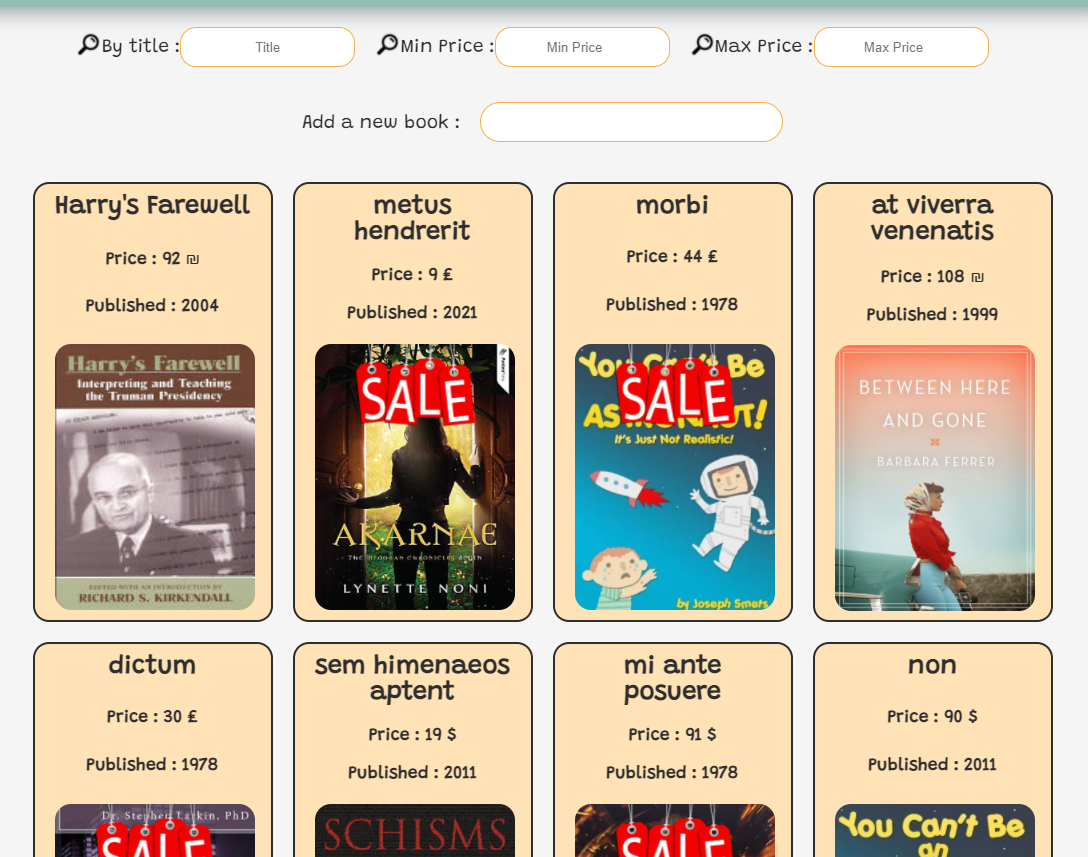 By title :
Title
Min Price :
Min Price
Max Price :
Max Price
Add a new book :
Harry's Farewell
Price : 92 ₪
Published : 2004
Harry's Farewell
Interpreting and Teaching
the Truman Presidency
EDITED WITH AN INTRODUCTION BY
RICHARD S. KIRKENDALL
metus
hendrerit
Price : 9 £
Published : 2021
SALE
AKARNAE
THE MEDORAN CHRONICLES BEGIN
LYNETTE NONI
morbi
Price : 44 £
Published : 1978
You Can't Be
SALE
It's Just Not Realistic!
by Joseph Smets
at viverra
venenatis
Price : 108 ₪
Published : 1999
BETWEEN HERE
AND GONE
BARBARA FERRER
dictum
Price : 30 £
Published : 1978
Dr. Stephen Larkin, PhD
SALE
sem himenaeos
aptent
Price : 19 $
Published : 2011
SCHISMS
mi ante
posuere
Price : 91 $
Published : 1978
SALE
non
Price : 90 $
Published : 2011
You Can't Be
an